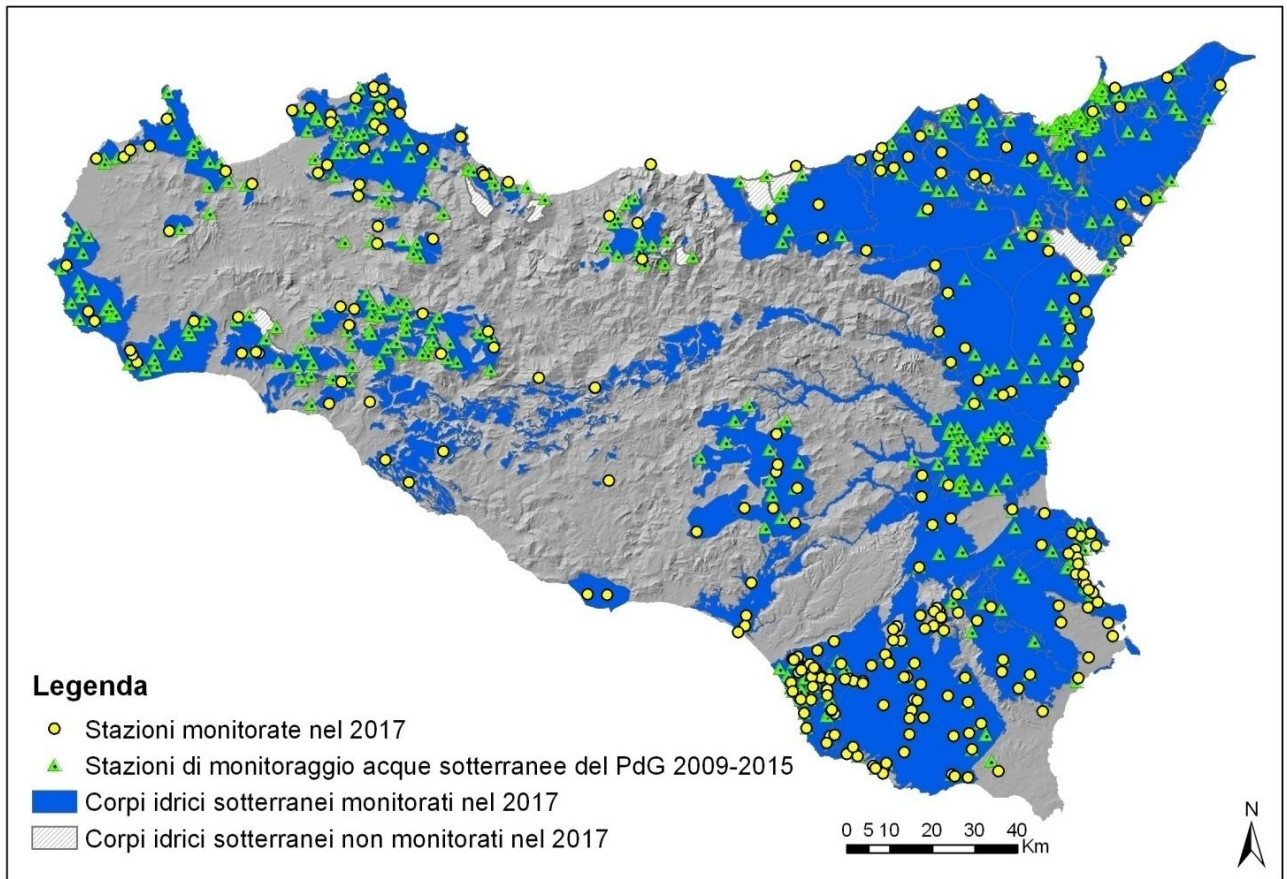 Legenda
Stazioni monitorate nel 2017
Stazioni di monitoraggio acque sotterranee del PdG 2009-2015
Corpi idrici sotterranei monitorati nel 2017
Corpi idrici sotterranei non monitorati nel 2017
0 5 10 20 30 40
Km
N